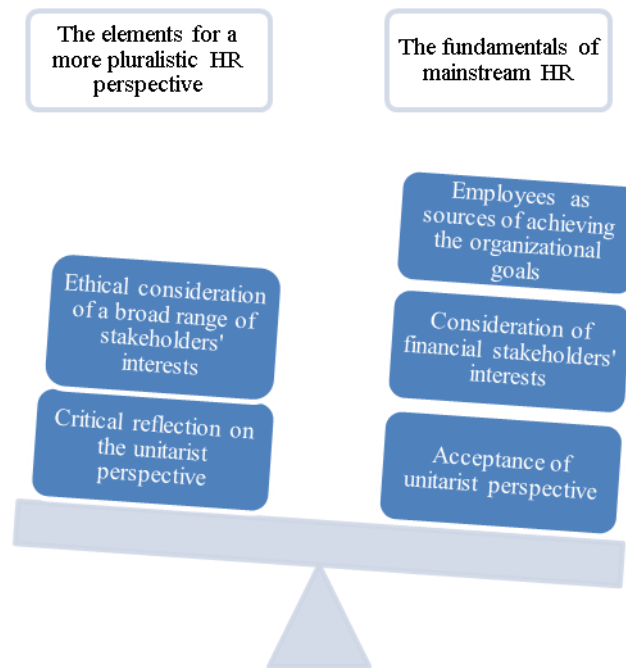 The elements for a
more pluralistic HR
perspective
The fundamentals of
mainstream HR
Ethical consideration
of a broad range of
stakeholders'
interests
Critical reflection on
the unitarist
perspective
Employees as
sources of achieving
the organizational
goals
Consideration of
financial stakeholders'
interests
Acceptance of
unitarist perspective